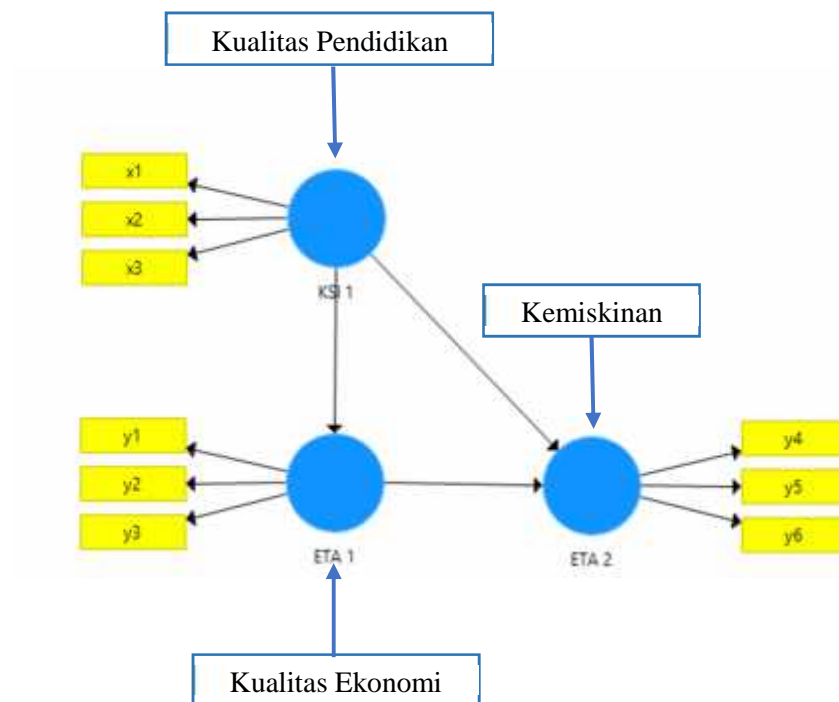 Kualitas Pendidikan
x1
x2
x3
KSI 1
Kemiskinan
y1
y2
y3
ETA 1
y4
y5
y6
ETA 2
Kualitas Ekonomi